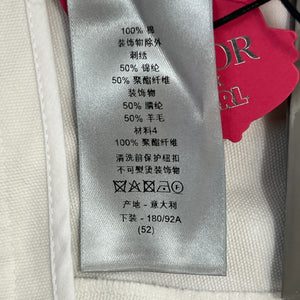 100% 棉
装饰物除外
刺绣
50% 锦纶
50% 聚酯纤维
装饰物
50% 腈纶
50% 羊毛
材料4
100% 聚酯纤维
清洗前保护纽扣
不可熨烫装饰物
产地 - 意大利
下装 - 180/92A
(52)
OR
RL